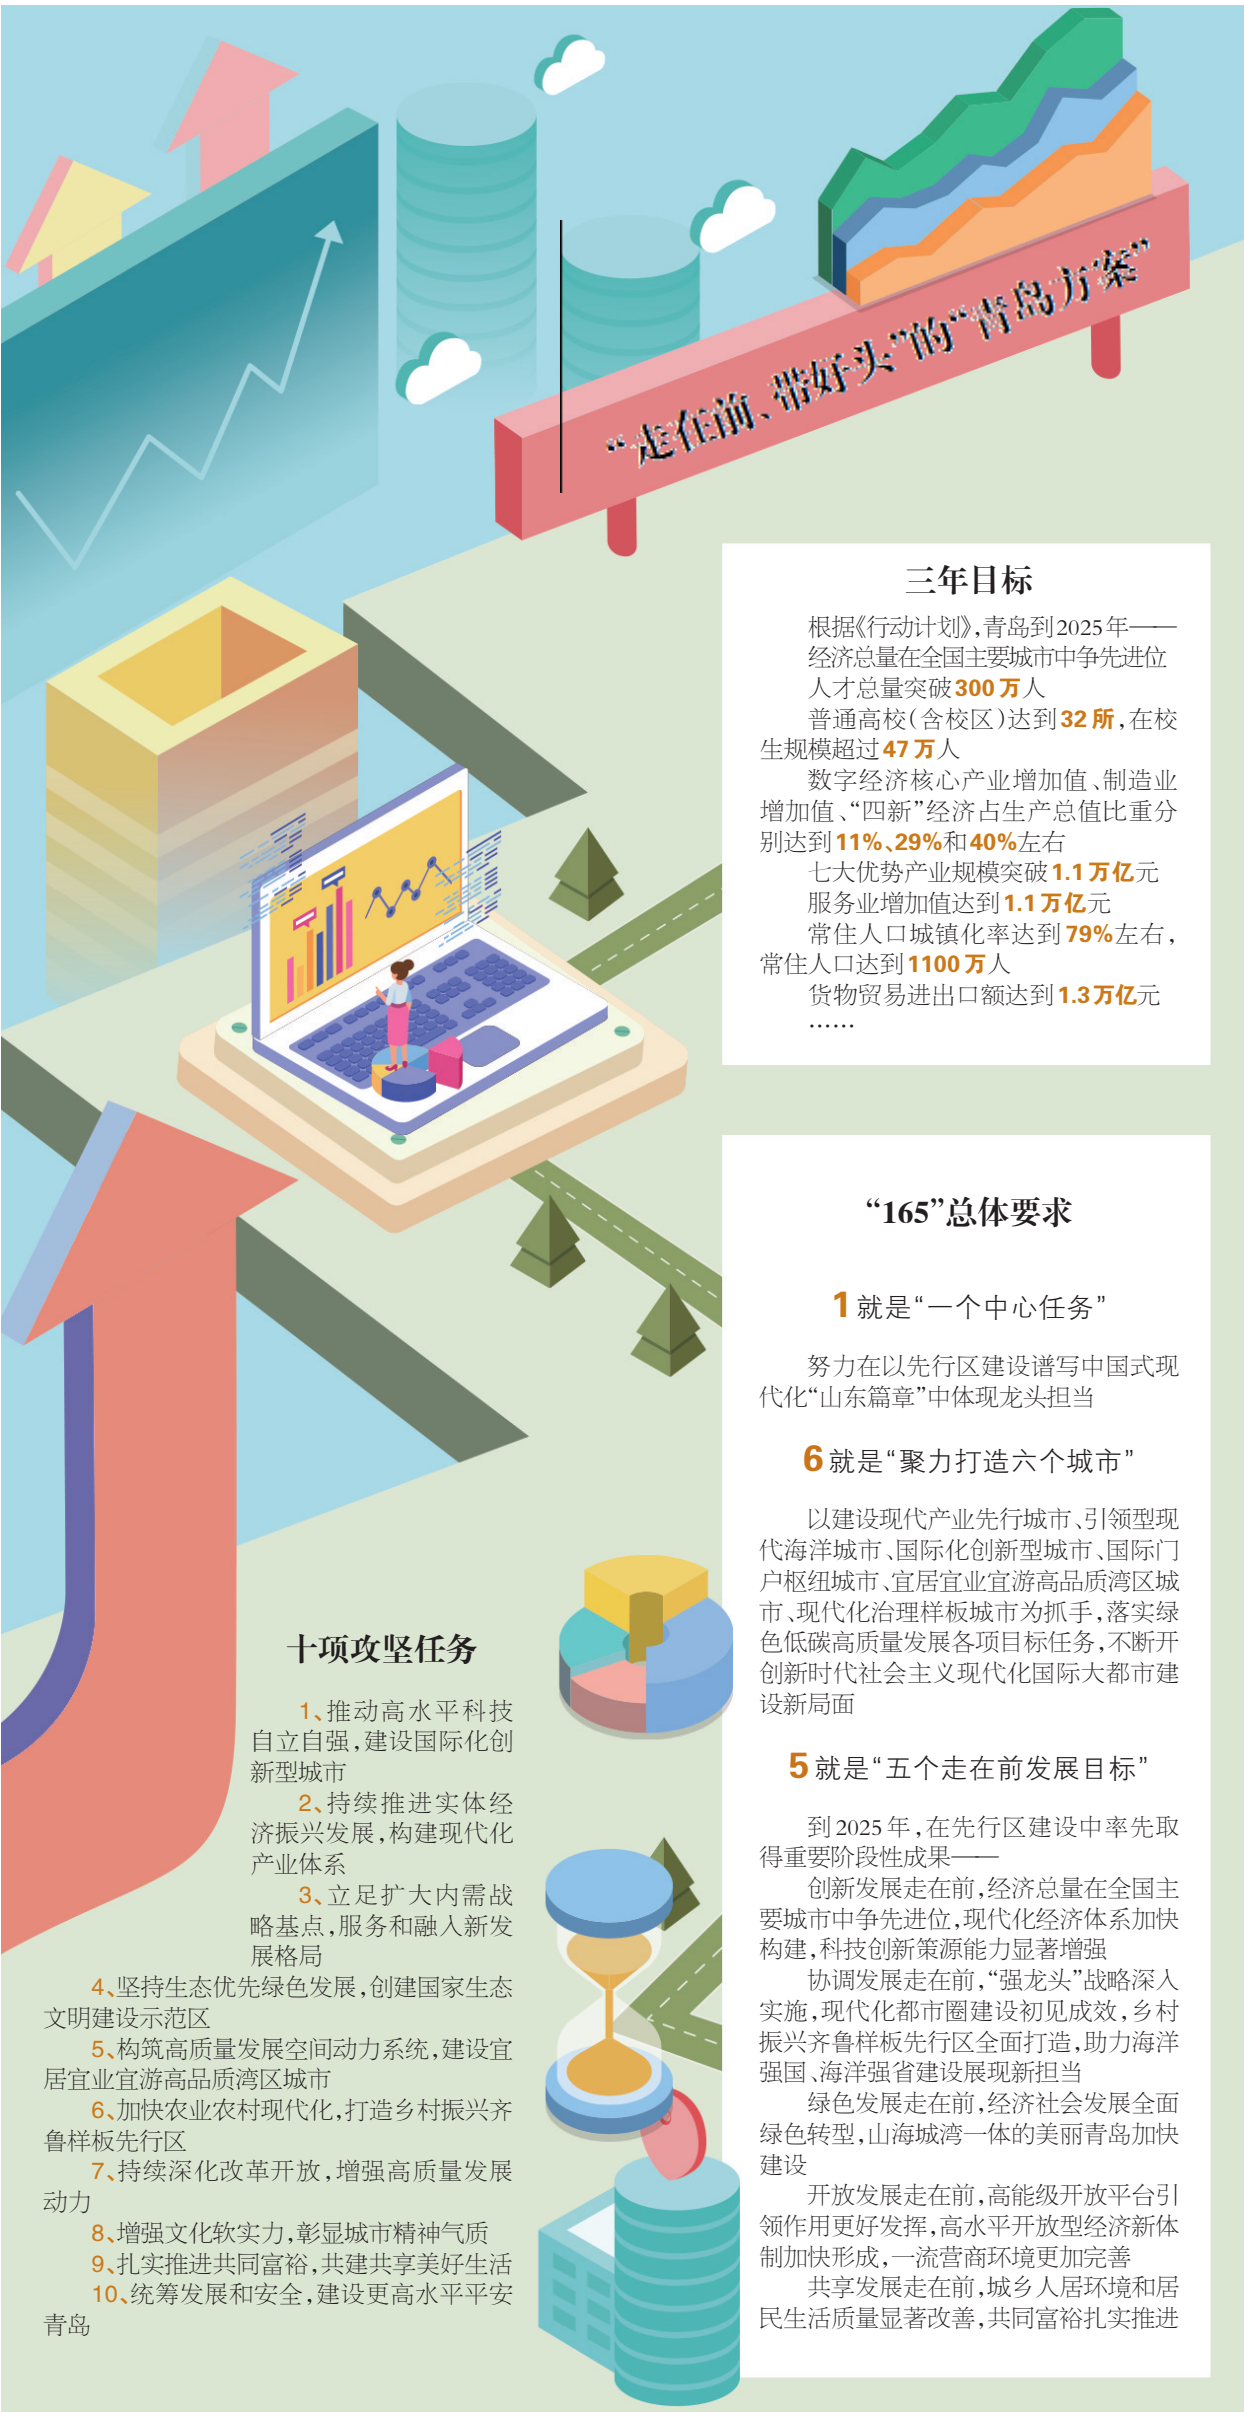 “走在前、带好头”的“青岛方案”
三年目标
根据《行动计划》，青岛到2025年——
经济总量在全国主要城市中争先进位
人才总量突破300万人
普通高校（含校区）达到32所，在校
生规模超过47万人
数字经济核心产业增加值、制造业
增加值、“四新”经济占生产总值比重分
别达到11%、29%和40%左右
七大优势产业规模突破1.1万亿元
服务业增加值达到1.1万亿元
常住人口城镇化率达到79%左右，
常住人口达到1100万人
货物贸易进出口额达到1.3万亿元
……
“165”总体要求
1就是“一个中心任务”
努力在以先行区建设谱写中国式现
代化“山东篇章”中体现龙头担当
6就是“聚力打造六个城市”
以建设现代产业先行城市、引领型现
代海洋城市、国际化创新型城市、国际门
户枢纽城市、宜居宜业宜游高品质湾区城
市、现代化治理样板城市为抓手，落实绿
色低碳高质量发展各项目标任务，不断开
创新时代社会主义现代化国际大都市建
设新局面
5就是“五个走在前发展目标”
到2025年，在先行区建设中率先取
得重要阶段性成果——
创新发展走在前，经济总量在全国主
要城市中争先进位，现代化经济体系加快
构建，科技创新策源能力显著增强
协调发展走在前，“强龙头”战略深入
实施，现代化都市圈建设初见成效，乡村
振兴齐鲁样板先行区全面打造，助力海洋
强国、海洋强省建设展现新担当
绿色发展走在前，经济社会发展全面
绿色转型，山海城湾一体的美丽青岛加快
建设
开放发展走在前，高能级开放平台引
领作用更好发挥，高水平开放型经济新体
制加快形成，一流营商环境更加完善
共享发展走在前，城乡人居环境和居
民生活质量显著改善，共同富裕扎实推进
十项攻坚任务
1、推动高水平科技
自立自强，建设国际化创
新型城市
2、持续推进实体经
济振兴发展，构建现代化
产业体系
3、立足扩大内需战
略基点，服务和融入新发
展格局
4、坚持生态优先绿色发展，创建国家生态
文明建设示范区
5、构筑高质量发展空间动力系统，建设宜
居宜业宜游高品质湾区城市
6、加快农业农村现代化，打造乡村振兴齐
鲁样板先行区
7、持续深化改革开放，增强高质量发展
动力
8、增强文化软实力，彰显城市精神气质
9、扎实推进共同富裕，共建共享美好生活
10、统筹发展和安全，建设更高水平平安
青岛